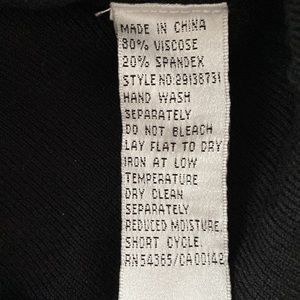 MADE IN CHINA
80% VISCOSE
20% SPANDEX
STYLE NO:29138731
HAND WASH
SEPARATELY
DO NOT BLEACH
LAY FLAT TO DRY
IRON AT LOW
TEMPERATURE
DRY CLEAN
SEPARATELY
REDUCED MOISTURE
SHORT CYCLE.
RN54365/CA00142